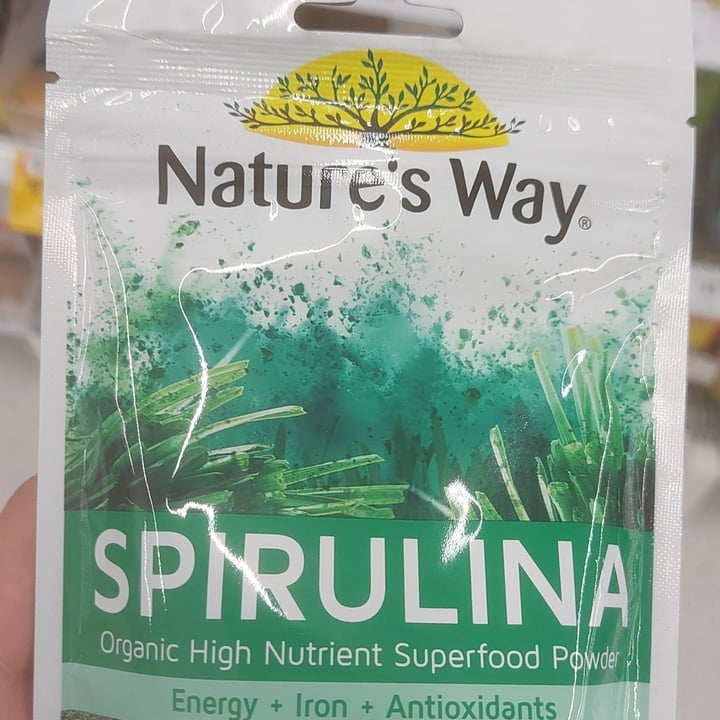 Nature's Way®
SPIRULINA
Organic High Nutrient Superfood Powder
Energy + Iron + Antioxidants